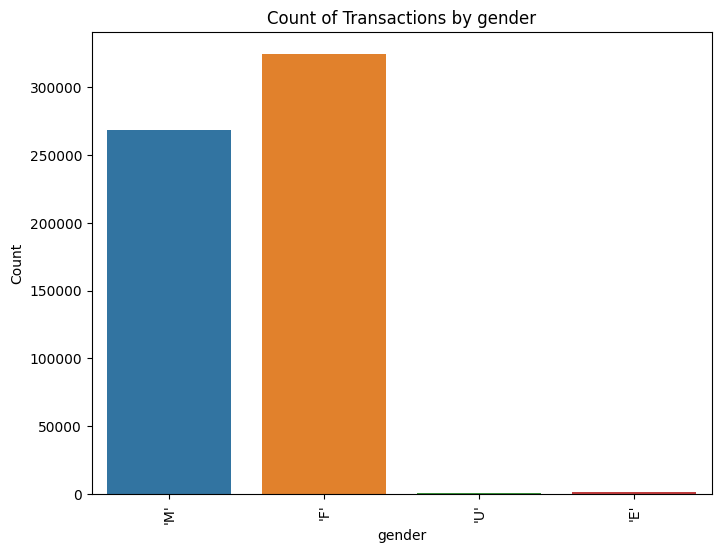 Count of Transactions by gender
300000
250000
200000
150000
100000
50000
0
Count
'M'
'F'
'U'
'E'
gender